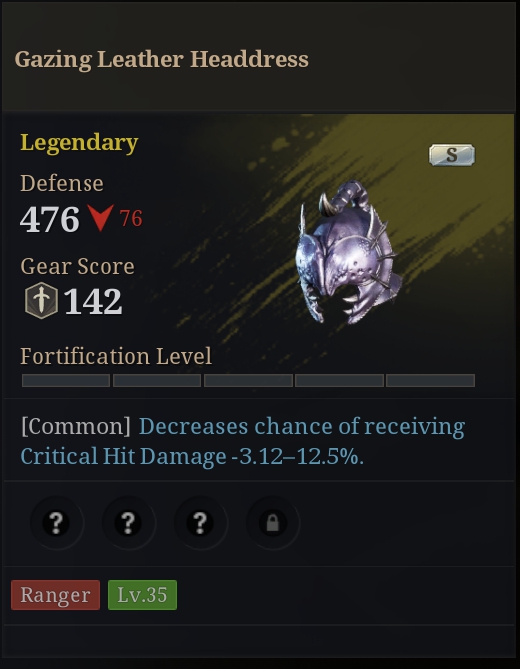 Gazing Leather Headdress
Legendary
S
Defense
476 76
Gear Score
142
Fortification Level
[Common] Decreases chance of receiving
Critical Hit Damage -3.12–12.5%.
? ? ?
Ranger Lv.35